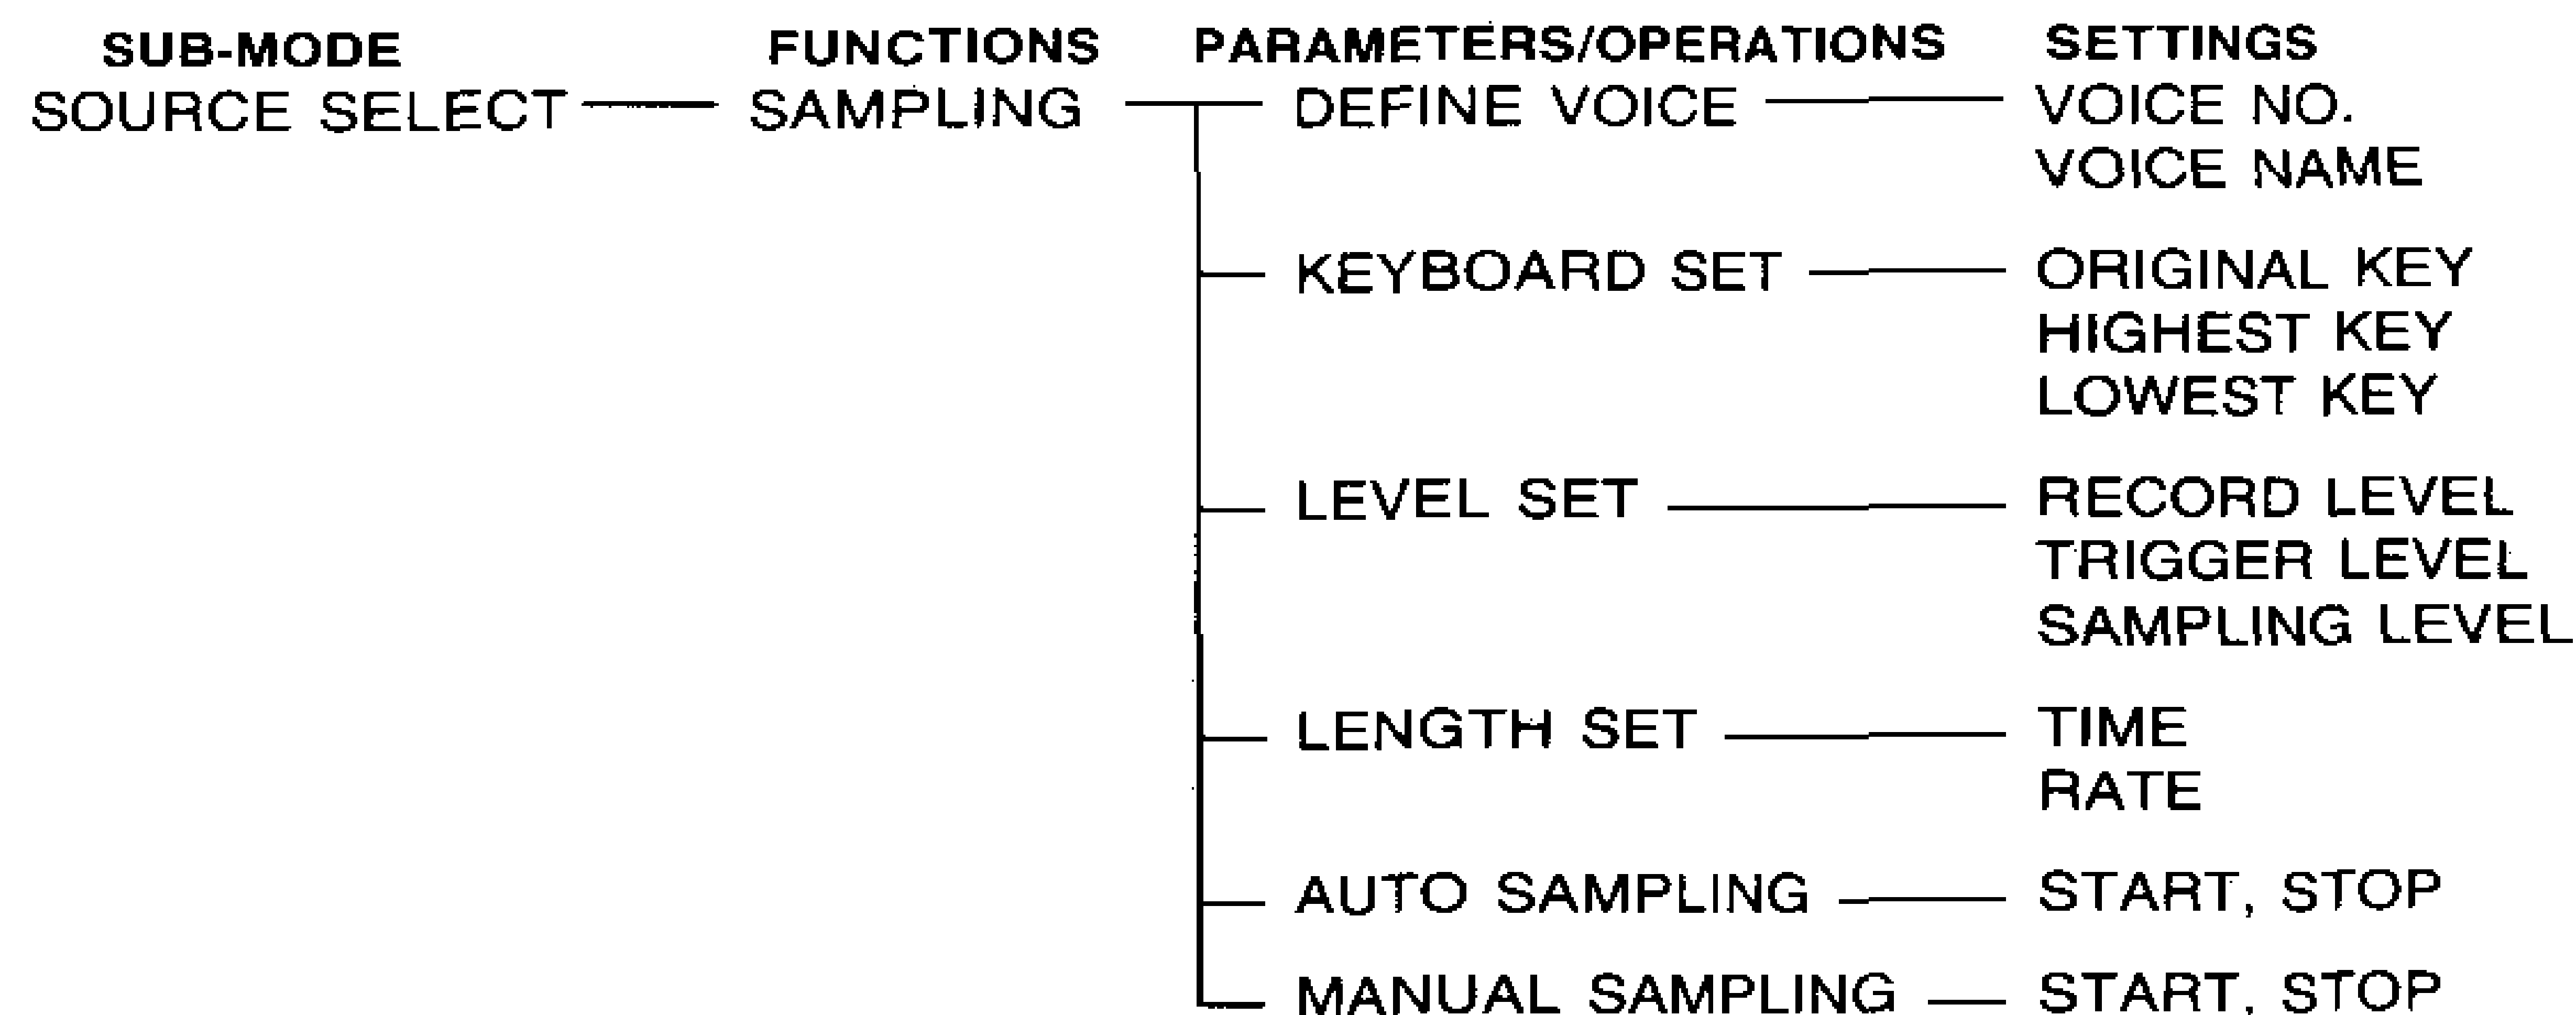 SUB-MODE FUNCTIONS PARAMETERS/OPERATIONS SETTINGS
SOURCE SELECT SAMPLING DEFINE VOICE VOICE NO.
VOICE NAME
KEYBOARD SET ORIGINAL KEY
HIGHEST KEY
LOWEST KEY
LEVEL SET RECORD LEVEL
TRIGGER LEVEL
SAMPLING LEVEL
LENGTH SET TIME
RATE
AUTO SAMPLING START, STOP
MANUAL SAMPLING START, STOP